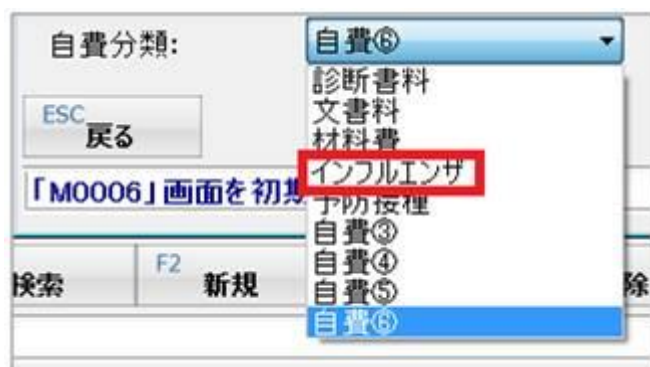 自費分類:
自費⑥
診断書料
文書料
材料費
インフルエンザ
予防接種
自費③
自費④
自費⑤
自費⑥
ESC
戻る
「M0006」画面を初期
検索
F2
新規
除